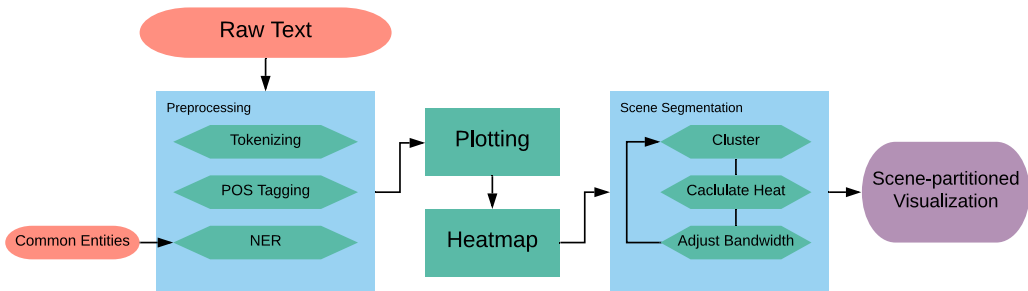 Raw Text
Preprocessing
Tokenizing
POS Tagging
NER
Common Entities
Plotting
Heatmap
Scene Segmentation
Cluster
Caclulate Heat
Adjust Bandwidth
Scene-partitioned
Visualization